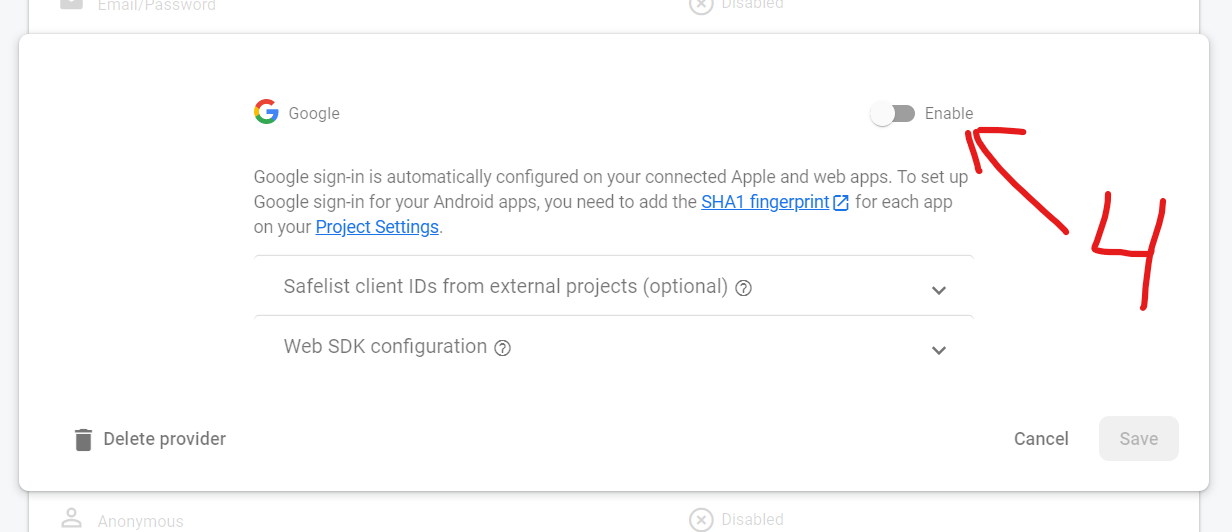 Email/Password
Disabled
Google
Enable
Google sign-in is automatically configured on your connected Apple and web apps. To set up
Google sign-in for your Android apps, you need to add the SHA1 fingerprint for each app
on your Project Settings.
4
Safelist client IDs from external projects (optional)
Web SDK configuration
Delete provider
Cancel
Save
Anonymous
Disabled